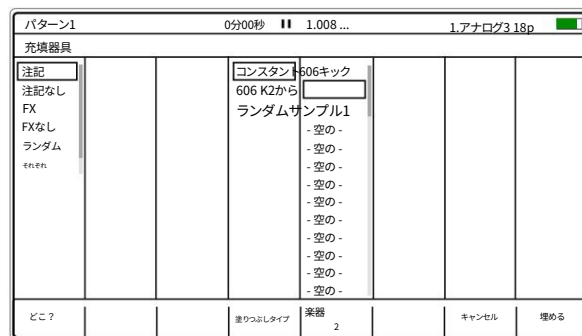 パターン1 0分00秒 1.008 ... 1.アナログ3 18p
充填器具
注記
注記なし
FX
FXなし
ランダム
それぞれ
コンスタント
606 K2から
ランダムサンプル1
606キック
- 空の -
- 空の -
- 空の -
- 空の -
- 空の -
- 空の -
- 空の -
- 空の -
- 空の -
- 空の -
どこ？ 塗りつぶしタイプ 楽器 キャンセル 埋める
2